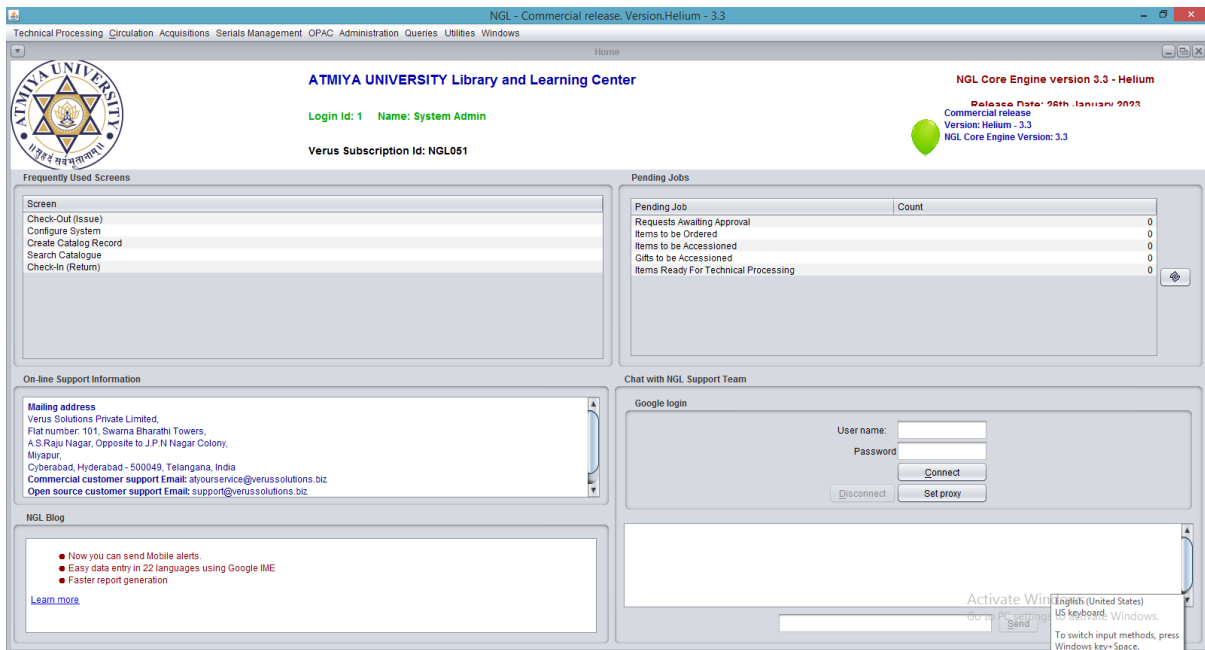 NGL - Commercial release. Version.Helium - 3.3
Technical Processing Circulation Acquisitions Serials Management OPAC Administration Queries Utilities Windows
Home
ATMIYA UNIVERSITY
॥सुहृदं सर्वभूतानाम्॥
ATMIYA UNIVERSITY Library and Learning Center
Login Id: 1 Name: System Admin
Verus Subscription Id: NGL051
NGL Core Engine version 3.3 - Helium
Release Date: 26th January 2023
Commercial release
Version: Helium - 3.3
NGL Core Engine Version: 3.3
Frequently Used Screens
Screen
Check-Out (Issue)
Configure System
Create Catalog Record
Search Catalogue
Check-In (Return)
Pending Jobs
Pending Job Count
Requests Awaiting Approval 0
Items to be Ordered 0
Items to be Accessioned 0
Gifts to be Accessioned 0
Items Ready For Technical Processing 0
On-line Support Information
Mailing address
Verus Solutions Private Limited,
Flat number: 101, Swarna Bharathi Towers,
A.S.Raju Nagar, Opposite to J.P.N Nagar Colony,
Miyapur,
Cyberabad, Hyderabad - 500049, Telangana, India
Commercial customer support Email: atyourservice@verussolutions.biz
Open source customer support Email: support@verussolutions.biz
NGL Blog
Now you can send Mobile alerts.
Easy data entry in 22 languages using Google IME
Faster report generation
Learn more
Chat with NGL Support Team
Google login
User name:
Password
Connect
Disconnect Set proxy
Send
Activate Windows
Go to PC settings to activate Windows.
English (United States)
US keyboard
To switch input methods, press
Windows key+Space.